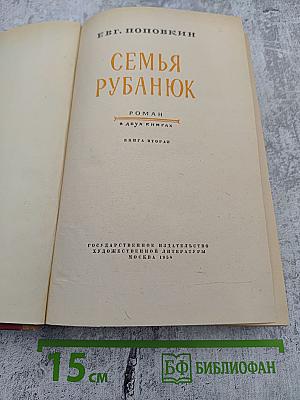 ЕВГ. ПОПОВКИН
СЕМЬЯ
РУБАНЮК
РОМАН
В ДВУХ КНИГАХ
КНИГА ВТОРАЯ
ГОСУДАРСТВЕННОЕ ИЗДАТЕЛЬСТВО
ХУДОЖЕСТВЕННОЙ ЛИТЕРАТУРЫ
МОСКВА 1958
15 см
БФ БИБЛИОФАН